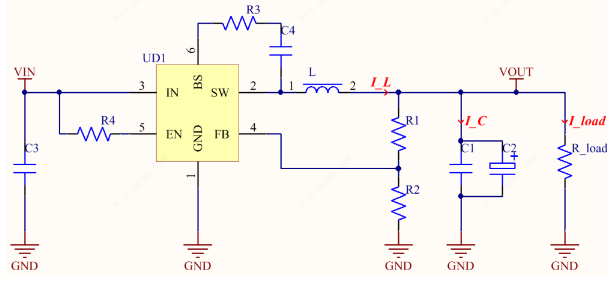 R3
C4
UD1
6
BS
L
VIN
3
IN
SW
2
1
2
I_L
VOUT
R4
5
EN
GND
FB
4
R1
I_C
I_load
C3
1
R2
C1
C2
+
R_load
GND
GND
GND
GND
GND